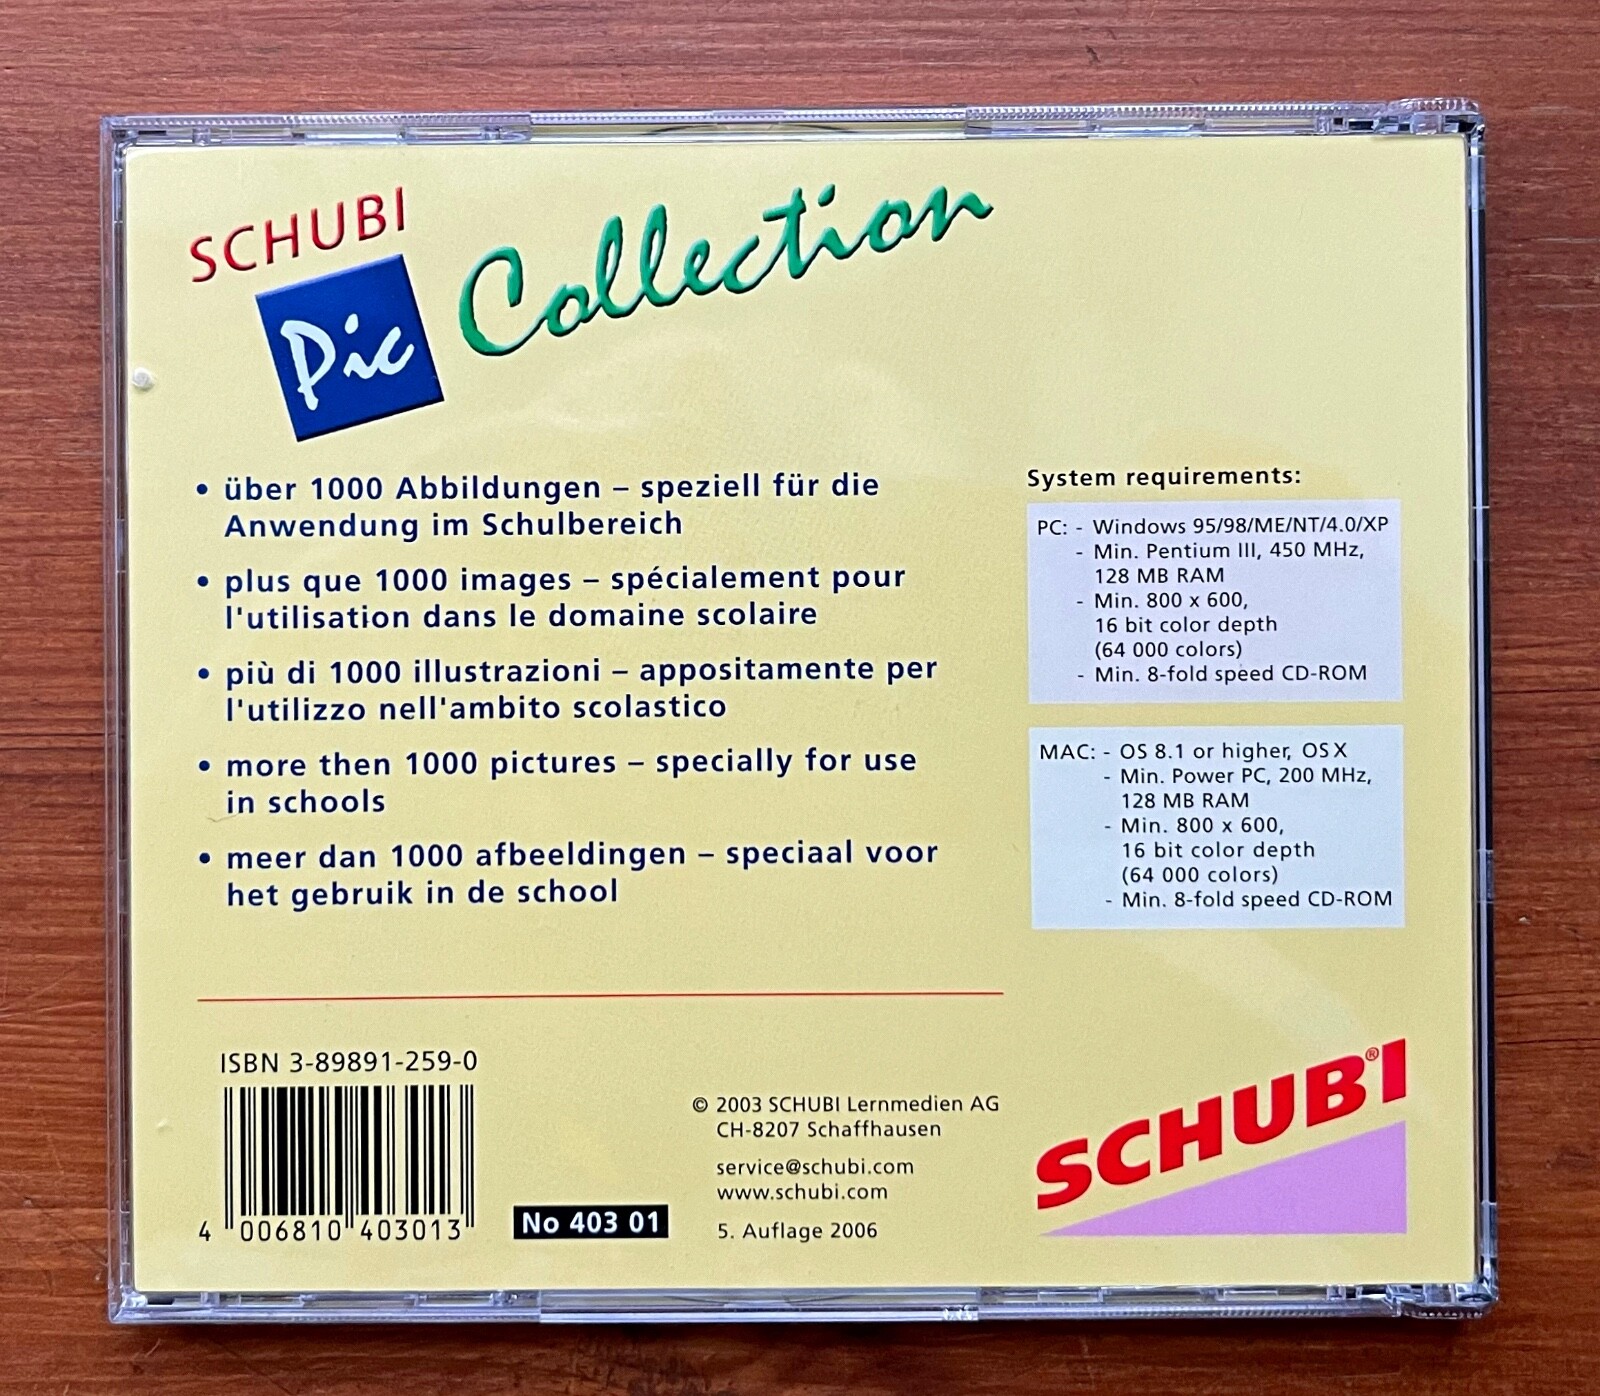 SCHUBI
Pic Collection
• über 1000 Abbildungen – speziell für die
Anwendung im Schulbereich
• plus que 1000 images – spécialement pour
l'utilisation dans le domaine scolaire
• più di 1000 illustrazioni – appositamente per
l'utilizzo nell'ambito scolastico
• more then 1000 pictures – specially for use
in schools
• meer dan 1000 afbeeldingen – speciaal voor
het gebruik in de school
System requirements:
PC: - Windows 95/98/ME/NT/4.0/XP
- Min. Pentium III, 450 MHz,
128 MB RAM
- Min. 800 x 600,
16 bit color depth
(64 000 colors)
- Min. 8-fold speed CD-ROM
MAC: - OS 8.1 or higher, OS X
- Min. Power PC, 200 MHz,
128 MB RAM
- Min. 800 x 600,
16 bit color depth
(64 000 colors)
- Min. 8-fold speed CD-ROM
ISBN 3-89891-259-0
4 006810 403013
No 403 01
© 2003 SCHUBI Lernmedien AG
CH-8207 Schaffhausen
service@schubi.com
www.schubi.com
5. Auflage 2006
SCHUBI®